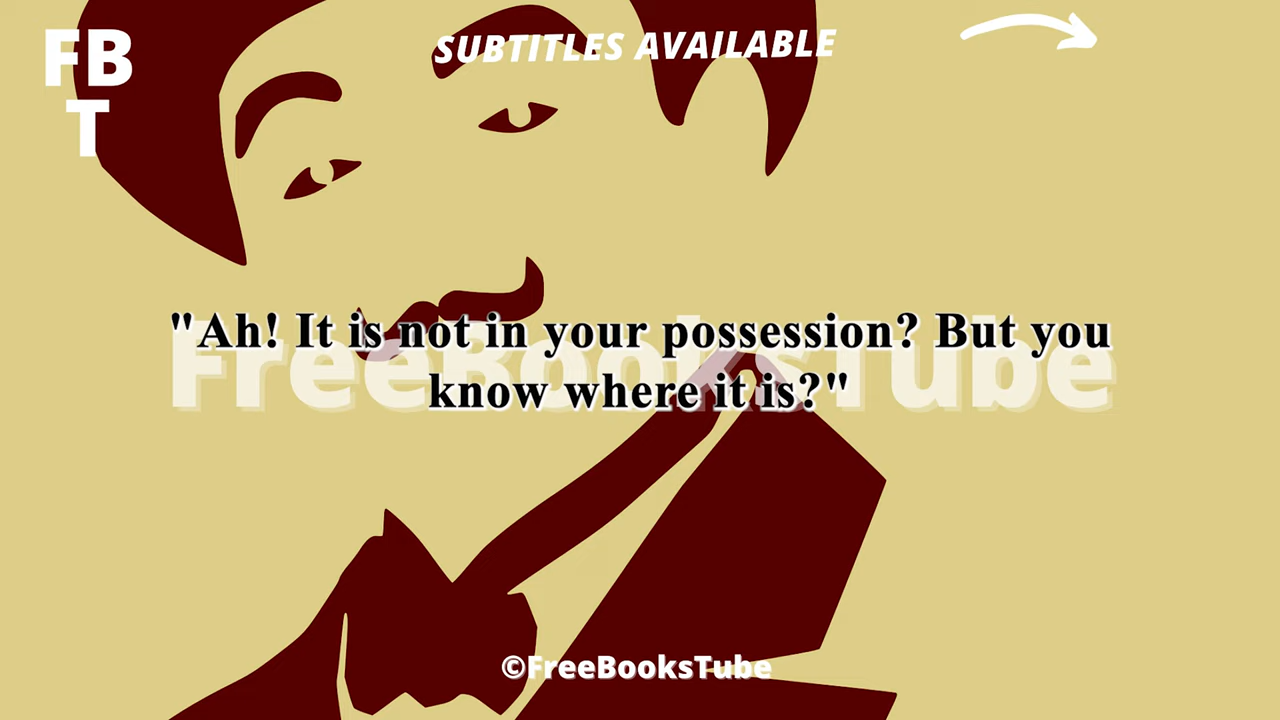 FB
T
SUBTITLES AVAILABLE
"Ah! It is not in your possession? But you
know where it is?"
FreeBooksTube
©FreeBooksTube